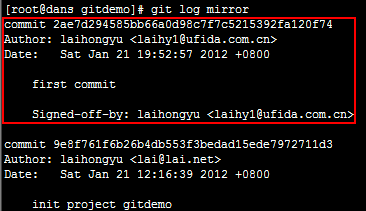 [root@dans gitdemo]# git log mirror
commit 2ae7d294585bb66a0d98c7f7c5215392fa120f74
Author: laihongyu <laihy1@ufida.com.cn>
Date:   Sat Jan 21 19:52:57 2012 +0800
first commit
Signed-off-by: laihongyu <laihy1@ufida.com.cn>
commit 9e8f761f6b26b4db553f3bedad15ede7972711d3
Author: laihongyu <lai@lai.net>
Date:   Sat Jan 21 12:16:39 2012 +0800
init project gitdemo